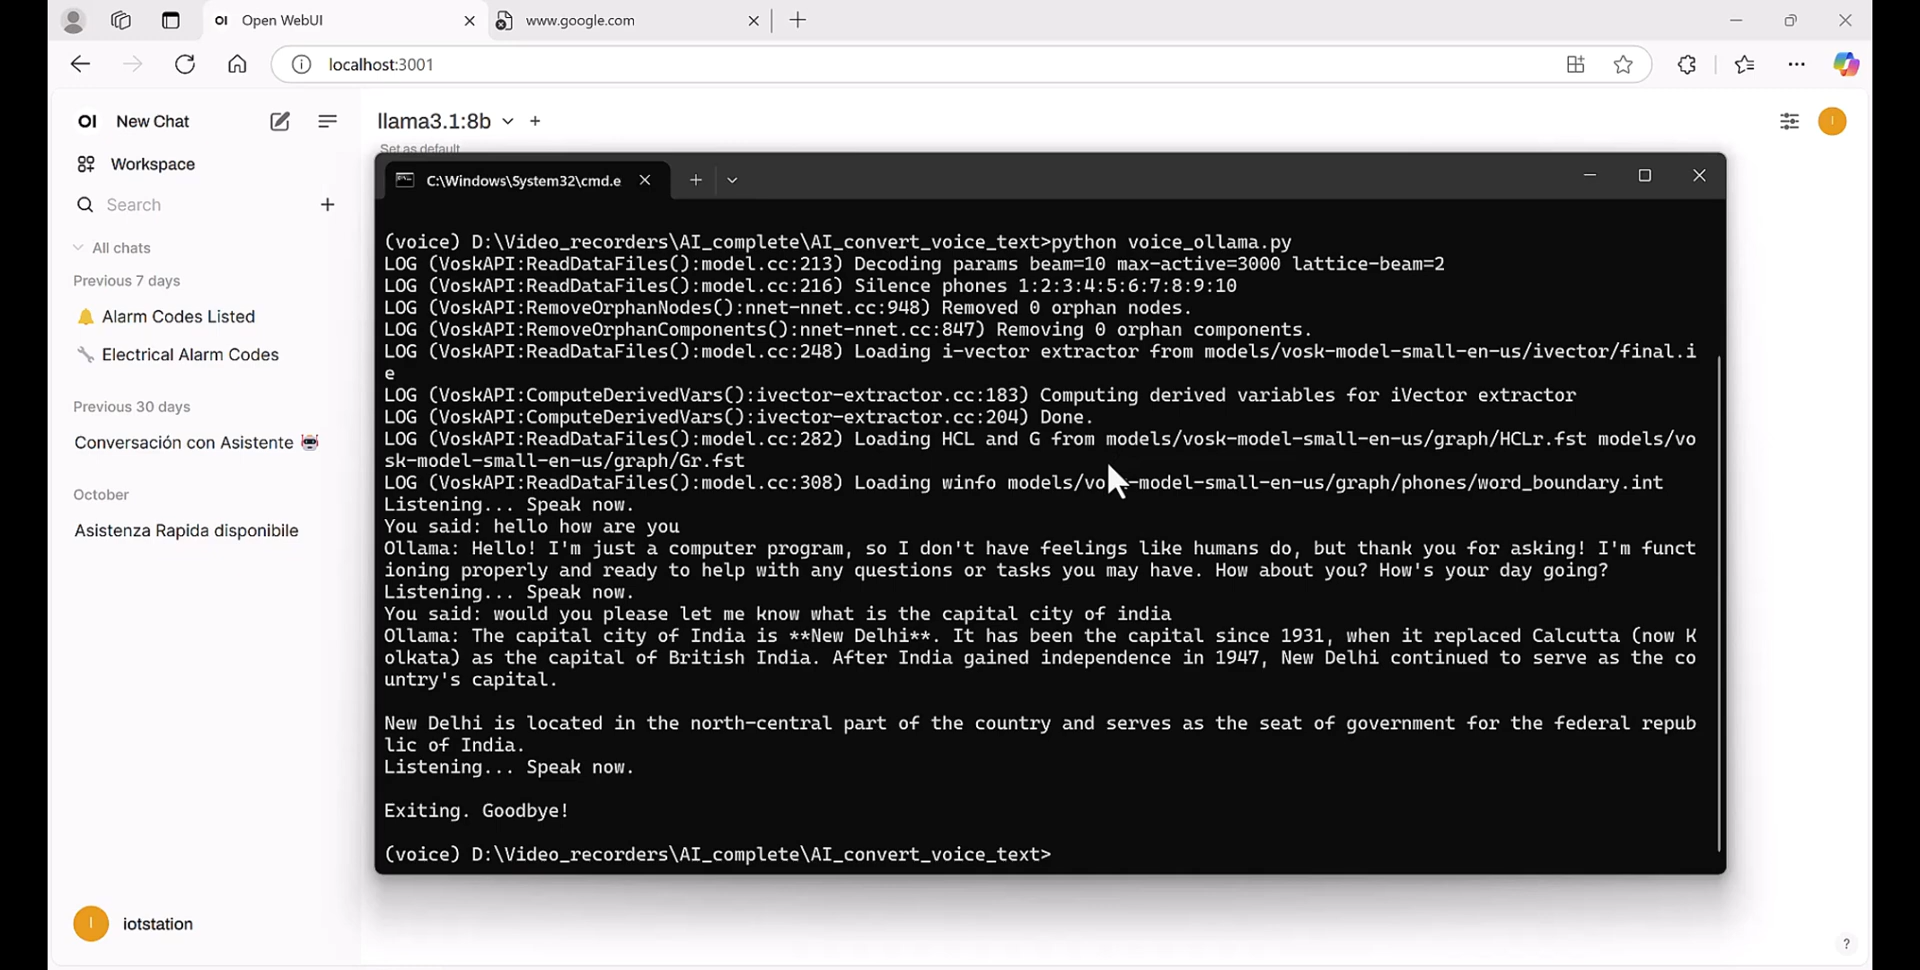 OI Open WebUI
www.google.com
localhost:3001
OI New Chat
Workspace
Search
All chats
Previous 7 days
Alarm Codes Listed
Electrical Alarm Codes
Previous 30 days
Conversación con Asistente
October
Asistenza Rapida disponibile
I iotstation
llama3.1:8b
Set as default
I
C:\Windows\System32\cmd.e
(voice) D:\Video_recorders\AI_complete\AI_convert_voice_text>python voice_ollama.py
LOG (VoskAPI:ReadDataFiles():model.cc:213) Decoding params beam=10 max-active=3000 lattice-beam=2
LOG (VoskAPI:ReadDataFiles():model.cc:216) Silence phones 1:2:3:4:5:6:7:8:9:10
LOG (VoskAPI:RemoveOrphanNodes():nnet-nnet.cc:948) Removed 0 orphan nodes.
LOG (VoskAPI:RemoveOrphanComponents():nnet-nnet.cc:847) Removing 0 orphan components.
LOG (VoskAPI:ReadDataFiles():model.cc:248) Loading i-vector extractor from models/vosk-model-small-en-us/ivector/final.i
e
LOG (VoskAPI:ComputeDerivedVars():ivector-extractor.cc:183) Computing derived variables for iVector extractor
LOG (VoskAPI:ComputeDerivedVars():ivector-extractor.cc:204) Done.
LOG (VoskAPI:ReadDataFiles():model.cc:282) Loading HCL and G from models/vosk-model-small-en-us/graph/HCLr.fst models/vo
sk-model-small-en-us/graph/Gr.fst
LOG (VoskAPI:ReadDataFiles():model.cc:308) Loading winfo models/vosk-model-small-en-us/graph/phones/word_boundary.int
Listening... Speak now.
You said: hello how are you
Ollama: Hello! I'm just a computer program, so I don't have feelings like humans do, but thank you for asking! I'm funct
ioning properly and ready to help with any questions or tasks you may have. How about you? How's your day going?
Listening... Speak now.
You said: would you please let me know what is the capital city of india
Ollama: The capital city of India is **New Delhi**. It has been the capital since 1931, when it replaced Calcutta (now K
olkata) as the capital of British India. After India gained independence in 1947, New Delhi continued to serve as the co
untry's capital.
New Delhi is located in the north-central part of the country and serves as the seat of government for the federal repub
lic of India.
Listening... Speak now.
Exiting. Goodbye!
(voice) D:\Video_recorders\AI_complete\AI_convert_voice_text>
?